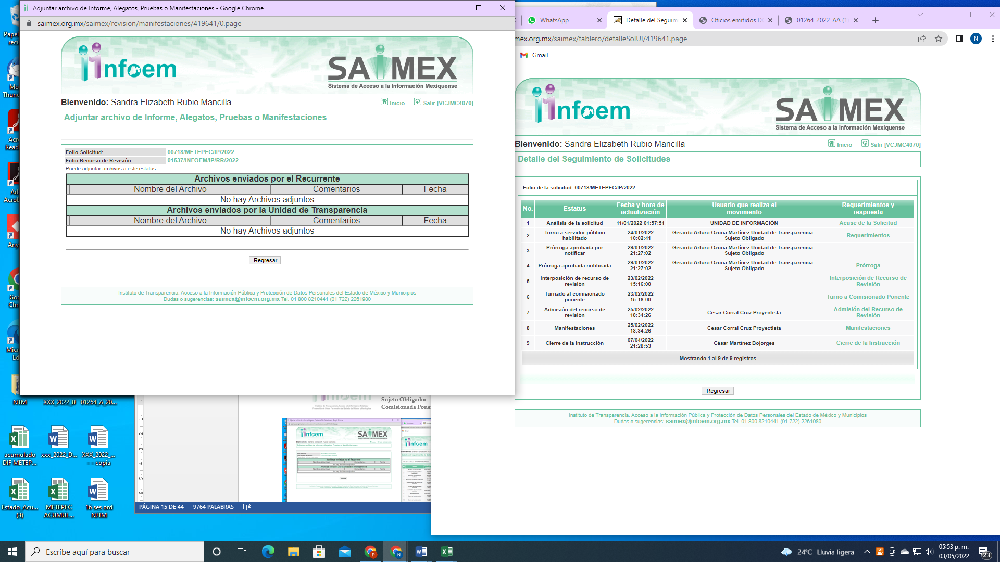 Adjuntar archivo de Informe, Alegatos, Pruebas o Manifestaciones - Google Chrome
saimex.org.mx/saimex/revision/manifestaciones/419641/0.page
infoem
SAIMEX
Sistema de Acceso a la Información Mexiquense
Bienvenido: Sandra Elizabeth Rubio Mancilla
Inicio
Salir [VCJMC4070]
Adjuntar archivo de Informe, Alegatos, Pruebas o Manifestaciones
Folio Solicitud: 00718/METEPEC/IP/2022
Folio Recurso de Revisión: 01537/INFOEM/IP/RR/2022
Puede adjuntar archivos a este estatus
Archivos enviados por el Recurrente
Nombre del Archivo Comentarios Fecha
No hay Archivos adjuntos
Archivos enviados por la Unidad de Transparencia
Nombre del Archivo Comentarios Fecha
No hay Archivos adjuntos
Regresar
Instituto de Transparencia, Acceso a la Información Pública y Protección de Datos Personales del Estado de México y Municipios
Dudas o sugerencias: saimex@infoem.org.mx Tel. 01 800 8210441 (01 722) 2261980
WhatsApp
Detalle del Seguim
Oficios emitidos D
01264_2022_AA (1)
mex.org.mx/saimex/tablero/detalleSolUI/419641.page
N
Gmail
infoem
SAIMEX
Sistema de Acceso a la Información Mexiquense
Bienvenido: Sandra Elizabeth Rubio Mancilla
Inicio
Salir [VCJMC4070]
Detalle del Seguimiento de Solicitudes
Folio de la solicitud: 00718/METEPEC/IP/2022
No. Estatus Fecha y hora de actualización Usuario que realiza el movimiento Requerimientos y respuesta
1 Análisis de la solicitud 11/01/2022 01:57:51 UNIDAD DE INFORMACIÓN Acuse de la Solicitud
2 Turno a servidor público habilitado 24/01/2022 10:02:41 Gerardo Arturo Ozuna Martínez Unidad de Transparencia - Sujeto Obligado Requerimientos
3 Prórroga aprobada por notificar 29/01/2022 21:27:02 Gerardo Arturo Ozuna Martínez Unidad de Transparencia - Sujeto Obligado
4 Prórroga aprobada notificada 29/01/2022 21:27:02 Gerardo Arturo Ozuna Martínez Unidad de Transparencia - Sujeto Obligado Prórroga
5 Interposición de recurso de revisión 23/02/2022 15:16:00 Interposición de Recurso de Revisión
6 Turnado al comisionado ponente 23/02/2022 15:16:00 Turno a Comisionado Ponente
7 Admisión del recurso de revisión 25/02/2022 18:34:26 Cesar Corral Cruz Proyectista Admisión del Recurso de Revisión
8 Manifestaciones 25/02/2022 18:34:26 Cesar Corral Cruz Proyectista Manifestaciones
9 Cierre de la instrucción 07/04/2022 21:28:53 César Martínez Bojorges Cierre de la Instrucción
Mostrando 1 al 9 de 9 registros
Regresar
Instituto de Transparencia, Acceso a la Información Pública y Protección de Datos Personales del Estado de México y Municipios
Dudas o sugerencias: saimex@infoem.org.mx Tel. 01 800 8210441 (01 722) 2261980
Sujeto Obligado:
Comisionada Pone
PÁGINA 15 DE 44
9764 PALABRAS
NTM
XXX_2022_IJ
01264_A_20...
acumulado DIF METEP...
xxx_2022_D...
XXX_2022_... - - copia
Estado_Acu... (3)
METEPEC ACUMUL...
16 ses ord NJTM
Escribe aquí para buscar
24°C Lluvia ligera
05:53 p. m.
03/05/2022
23